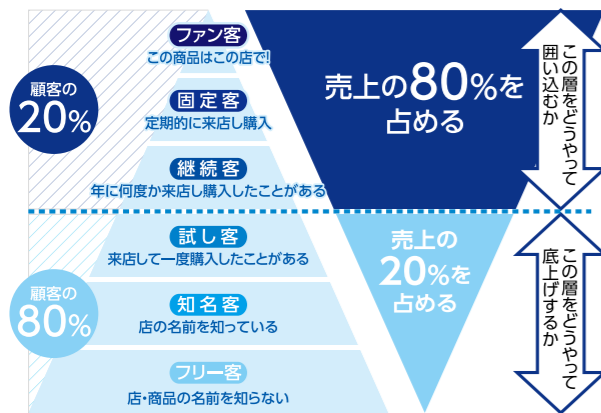 顧客の
20%
ファン客
この商品はこの店で!
固定客
定期的に来店し購入
継続客
年に何度か来店し購入したことがある
売上の80%を
占める
この層をどうやって
囲い込むか
顧客の
80%
試し客
来店して一度購入したことがある
知名客
店の名前を知っている
フリー客
店・商品の名前を知らない
売上の
20%を
占める
この層をどうやって
底上げするか